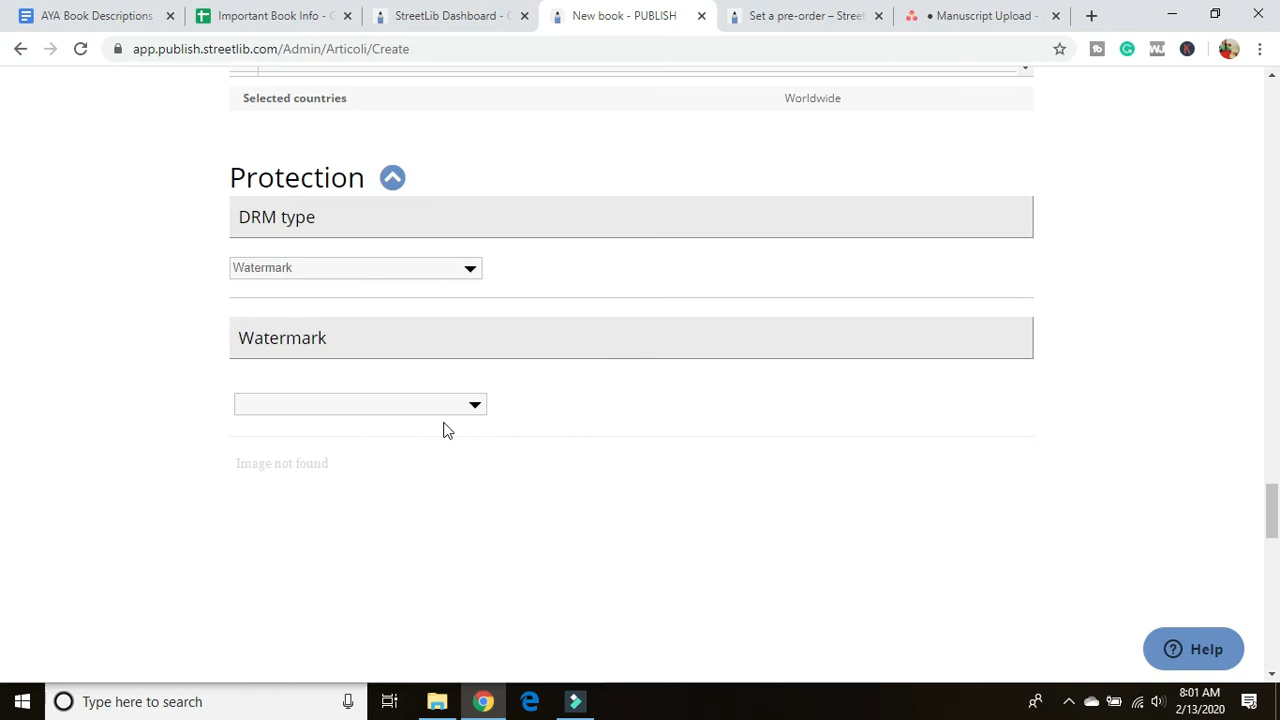 AYA Book Descriptions
Important Book Info - G
StreetLib Dashboard - G
New book - PUBLISH
Set a pre-order – Street
● Manuscript Upload -
app.publish.streetlib.com/Admin/Articoli/Create
Selected countries Worldwide
Protection
DRM type
Watermark
Watermark
Image not found
Help
Type here to search
8:01 AM
2/13/2020